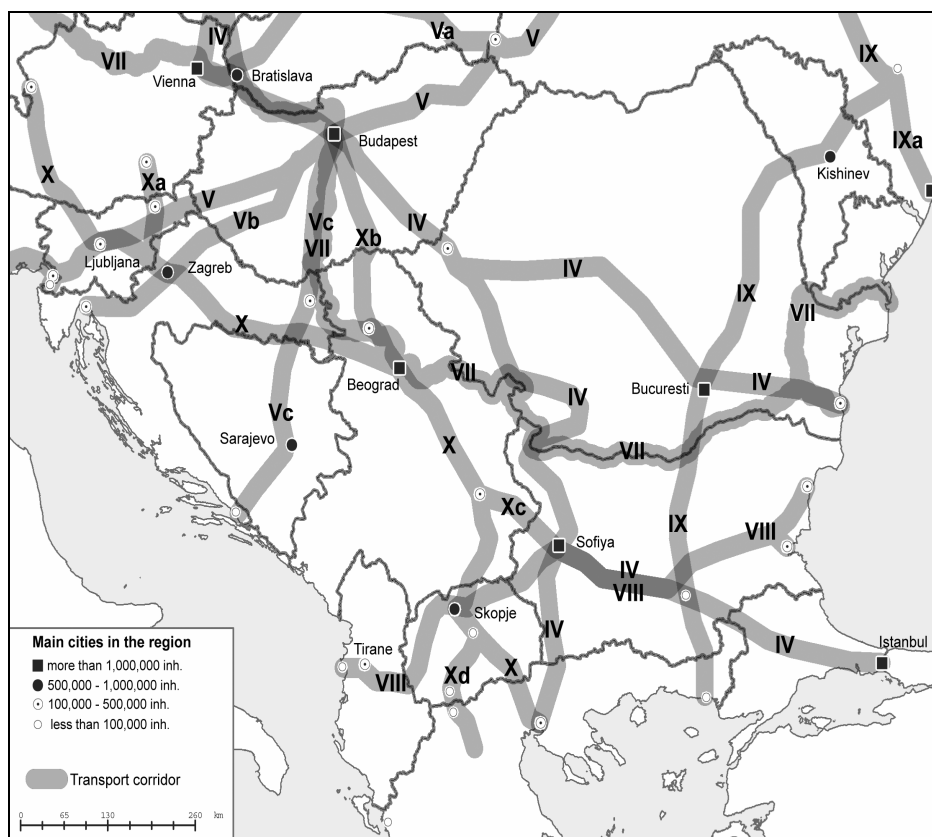 IV
Va
V
IX
VII
Vienna
Bratislava
V
IXa
Budapest
Kishinev
X
Xa
V
Vb
Vc
VII
Xb
IV
Ljubljana
Zagreb
IV
IX
VII
X
Beograd
VII
IV
Bucuresti
IV
Vc
Sarajevo
X
VII
Xc
IX
VIII
Sofiya
IV
VIII
Skopje
IV
IV
Istanbul
Tirane
VIII
Xd
X
Main cities in the region
more than 1,000,000 inh.
500,000 - 1,000,000 inh.
100,000 - 500,000 inh.
less than 100,000 inh.
Transport corridor
0 65 130 260 km